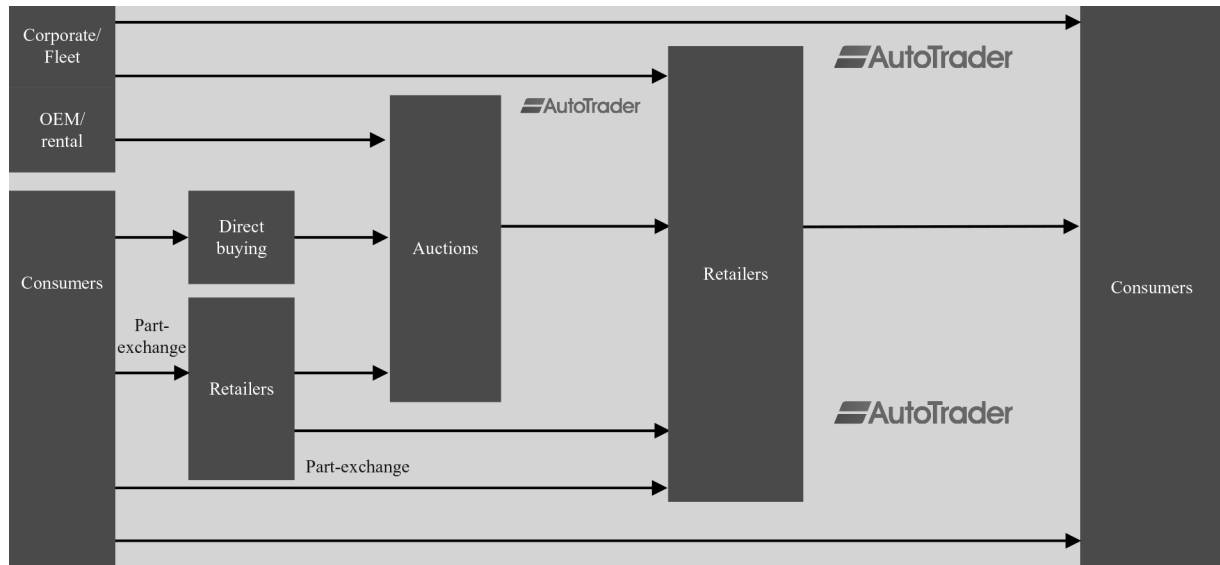 Corporate/
Fleet
AutoTrader
AutoTrader
OEM/
rental
Direct
buying
Auctions
Consumers
Retailers
Consumers
Part-
exchange
Retailers
AutoTrader
Part-exchange